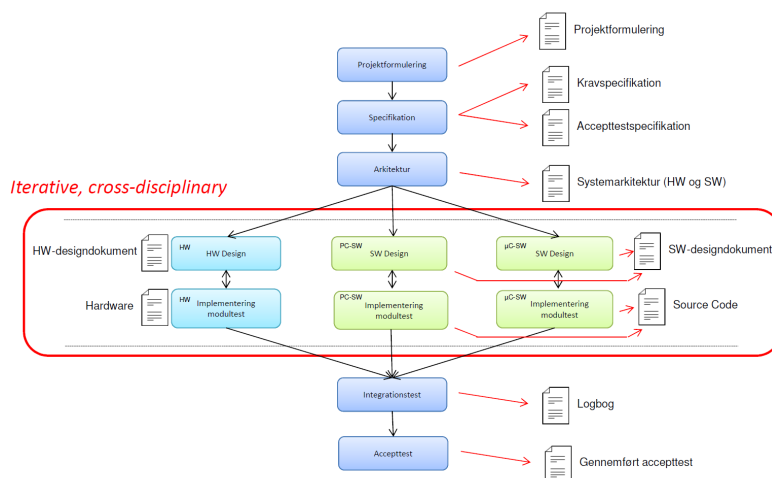 Projektformulering
Projektformulering
Kravspecifikation
Specifikation
Accepttestspecifikation
Arkitektur
Systemarkitektur (HW og SW)
Iterative, cross-disciplinary
HW-designdokument
HW
HW Design
PC-SW
SW Design
µC-SW
SW Design
SW-designdokument
Hardware
HW
Implementering
modultest
PC-SW
Implementering
modultest
µC-SW
Implementering
modultest
Source Code
Integrationstest
Logbog
Accepttest
Gennemført accepttest